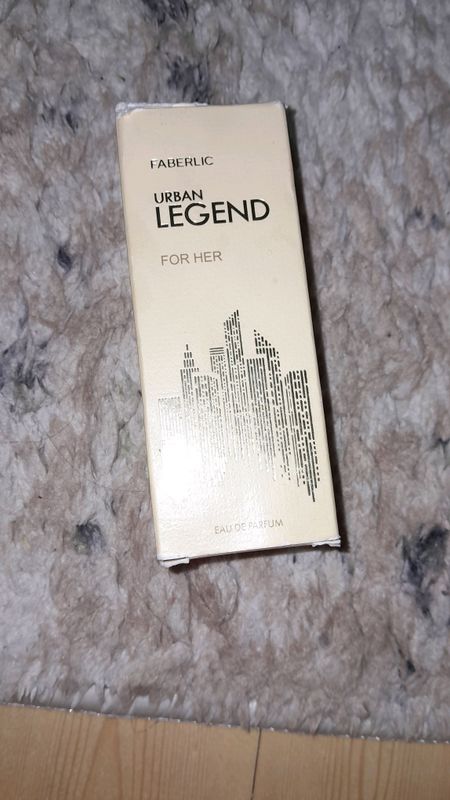 FABERLIC
URBAN
LEGEND
FOR HER
EAU DE PARFUM